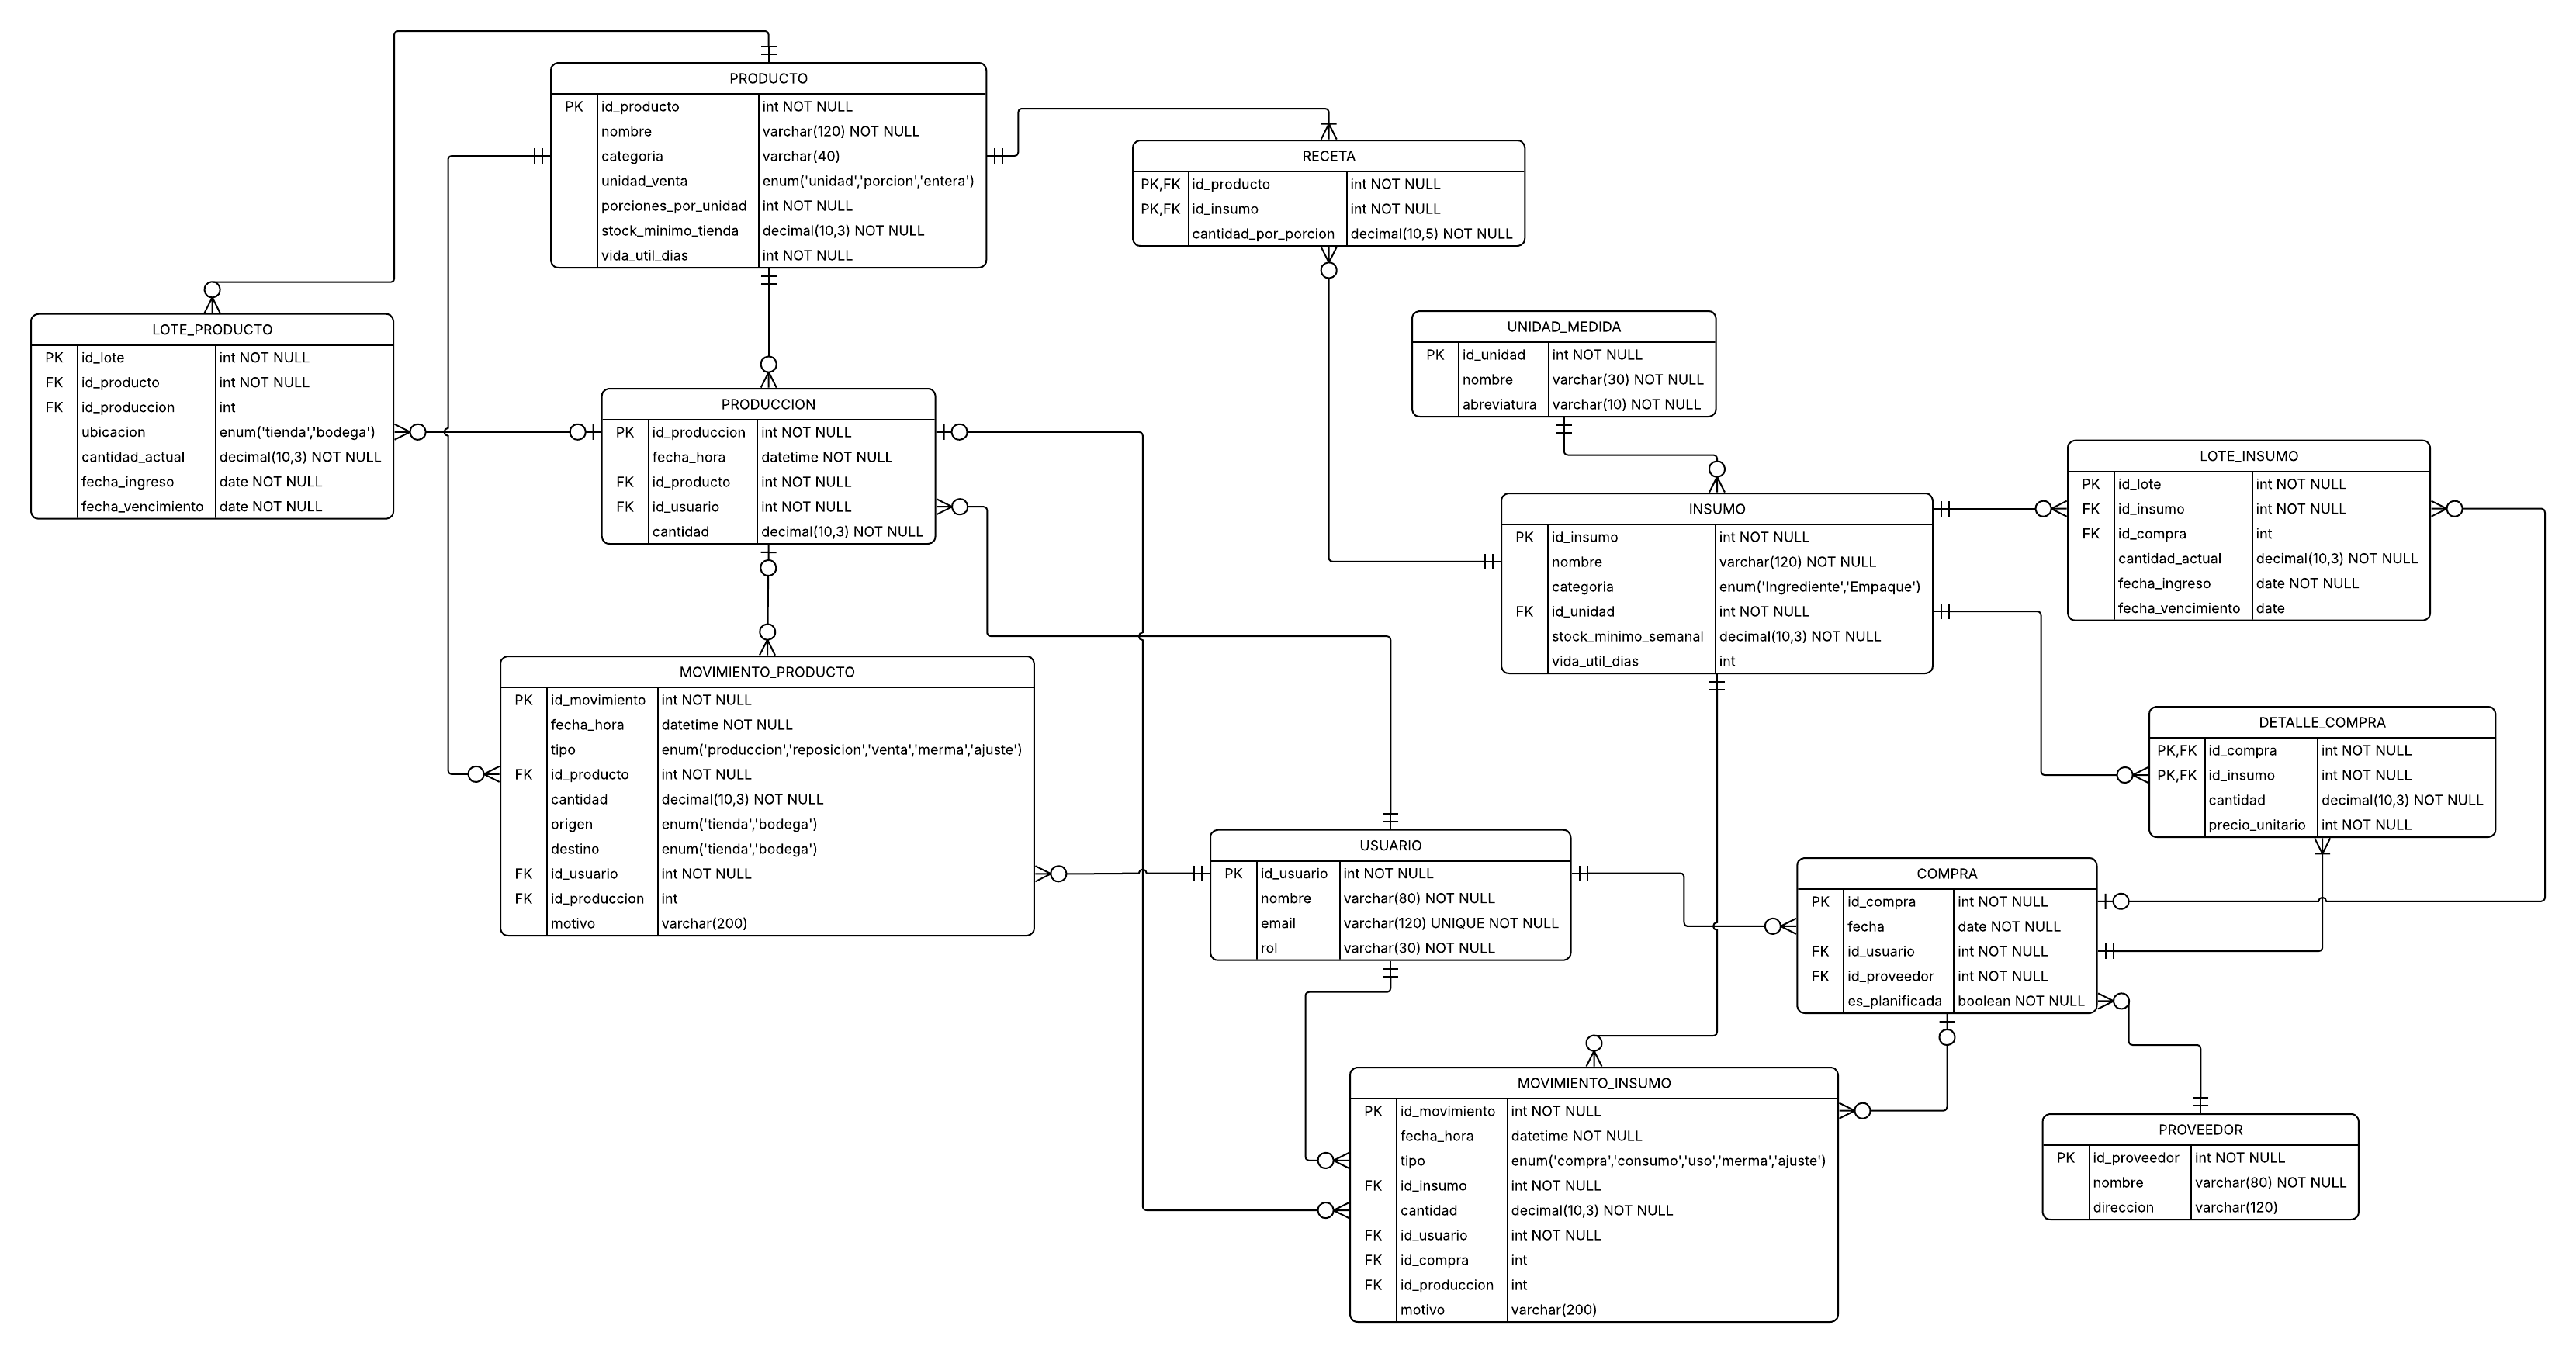 PRODUCTO
PK id_producto int NOT NULL
nombre varchar(120) NOT NULL
categoria varchar(40)
unidad_venta enum('unidad','porcion','entera')
porciones_por_unidad int NOT NULL
stock_minimo_tienda decimal(10,3) NOT NULL
vida_util_dias int NOT NULL
RECETA
PK,FK id_producto int NOT NULL
PK,FK id_insumo int NOT NULL
cantidad_por_porcion decimal(10,5) NOT NULL
LOTE_PRODUCTO
PK id_lote int NOT NULL
FK id_producto int NOT NULL
FK id_produccion int
ubicacion enum('tienda','bodega')
cantidad_actual decimal(10,3) NOT NULL
fecha_ingreso date NOT NULL
fecha_vencimiento date NOT NULL
PRODUCCION
PK id_produccion int NOT NULL
fecha_hora datetime NOT NULL
FK id_producto int NOT NULL
FK id_usuario int NOT NULL
cantidad decimal(10,3) NOT NULL
UNIDAD_MEDIDA
PK id_unidad int NOT NULL
nombre varchar(30) NOT NULL
abreviatura varchar(10) NOT NULL
INSUMO
PK id_insumo int NOT NULL
nombre varchar(120) NOT NULL
categoria enum('Ingrediente','Empaque')
FK id_unidad int NOT NULL
stock_minimo_semanal decimal(10,3) NOT NULL
vida_util_dias int
LOTE_INSUMO
PK id_lote int NOT NULL
FK id_insumo int NOT NULL
FK id_compra int
cantidad_actual decimal(10,3) NOT NULL
fecha_ingreso date NOT NULL
fecha_vencimiento date
MOVIMIENTO_PRODUCTO
PK id_movimiento int NOT NULL
fecha_hora datetime NOT NULL
tipo enum('produccion','reposicion','venta','merma','ajuste')
FK id_producto int NOT NULL
cantidad decimal(10,3) NOT NULL
origen enum('tienda','bodega')
destino enum('tienda','bodega')
FK id_usuario int NOT NULL
FK id_produccion int
motivo varchar(200)
DETALLE_COMPRA
PK,FK id_compra int NOT NULL
PK,FK id_insumo int NOT NULL
cantidad decimal(10,3) NOT NULL
precio_unitario int NOT NULL
USUARIO
PK id_usuario int NOT NULL
nombre varchar(80) NOT NULL
email varchar(120) UNIQUE NOT NULL
rol varchar(30) NOT NULL
COMPRA
PK id_compra int NOT NULL
fecha date NOT NULL
FK id_usuario int NOT NULL
FK id_proveedor int NOT NULL
es_planificada boolean NOT NULL
MOVIMIENTO_INSUMO
PK id_movimiento int NOT NULL
fecha_hora datetime NOT NULL
tipo enum('compra','consumo','uso','merma','ajuste')
FK id_insumo int NOT NULL
cantidad decimal(10,3) NOT NULL
FK id_usuario int NOT NULL
FK id_compra int
FK id_produccion int
motivo varchar(200)
PROVEEDOR
PK id_proveedor int NOT NULL
nombre varchar(80) NOT NULL
direccion varchar(120)